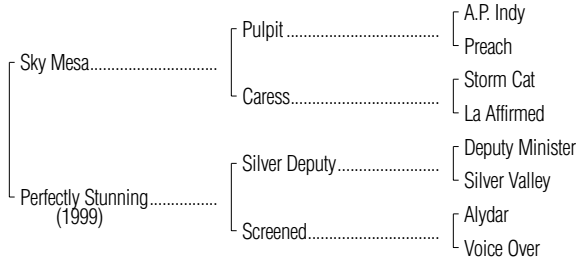 A.P. Indy
Pulpit
Preach
Sky Mesa
Storm Cat
Caress
La Affirmed
Deputy Minister
Silver Deputy
Silver Valley
Perfectly Stunning
(1999)
Alydar
Screened
Voice Over